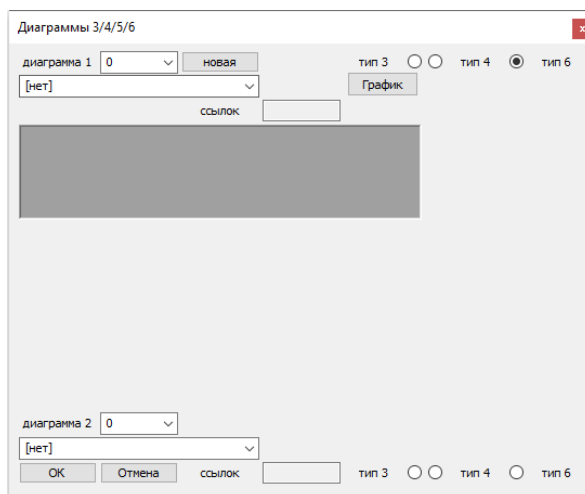 Диаграммы 3/4/5/6 x
диаграмма 1 0 новая тип 3 тип 4 тип 6
[нет] График
ссылок
диаграмма 2 0
[нет]
OK Отмена ссылок тип 3 тип 4 тип 6